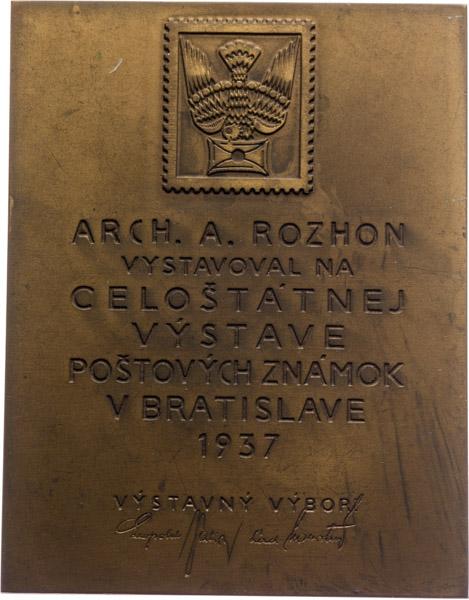 ARCH. A. ROZHON
VYSTAVOVAL NA
CELOŠTÁTNEJ
VÝSTAVE
POŠTOVÝCH ZNÁMOK
V BRATISLAVE
1937
VÝSTAVNÝ VÝBOR